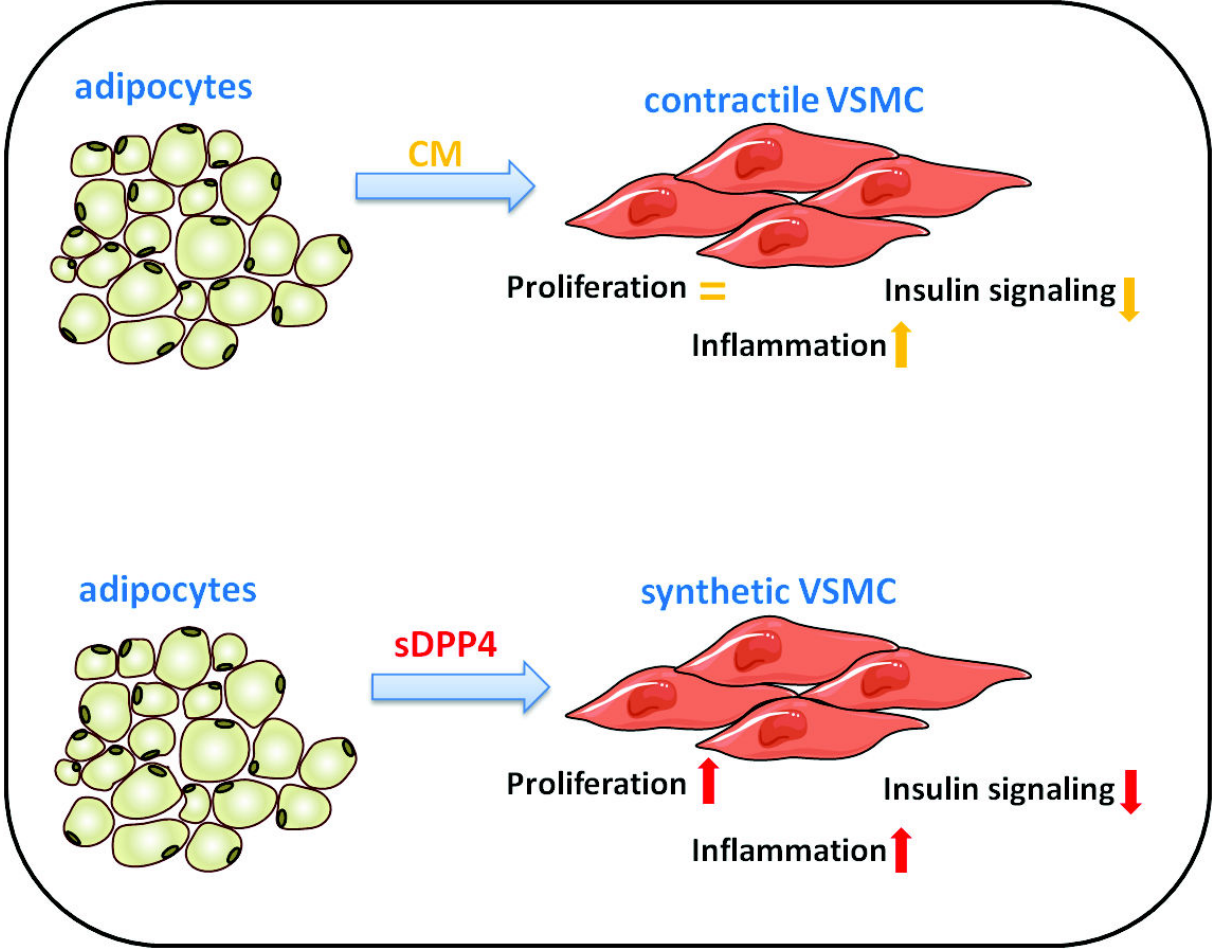 adipocytes
CM
contractile VSMC
Proliferation =
Insulin signaling
Inflammation
adipocytes
sDPP4
synthetic VSMC
Proliferation
Insulin signaling
Inflammation